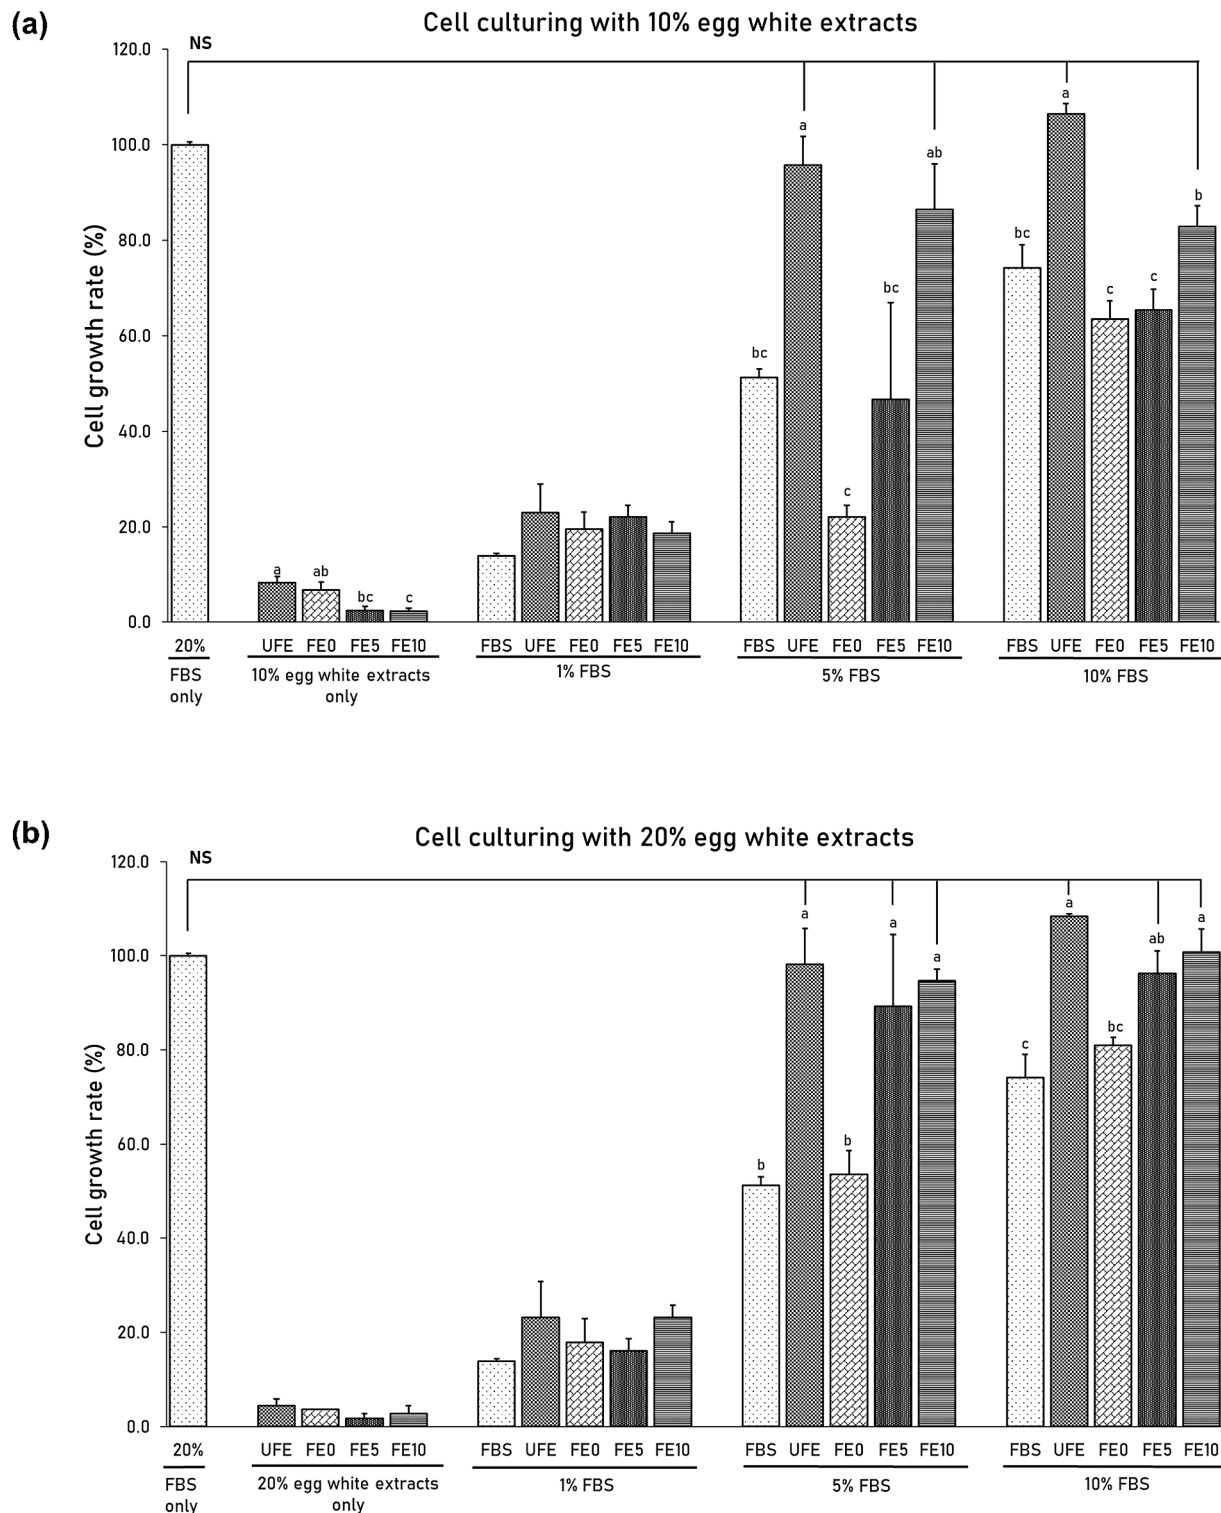 (a)
Cell culturing with 10% egg white extracts
NS
120.0
100.0
80.0
60.0
40.0
20.0
0.0
Cell growth rate (%)
a
ab
bc
c
bc
a
c
bc
ab
bc
a
c
c
b
20% UFE FE0 FE5 FE10 FBS UFE FE0 FE5 FE10 FBS UFE FE0 FE5 FE10 FBS UFE FE0 FE5 FE10
FBS
only
10% egg white extracts
only
1% FBS
5% FBS
10% FBS
(b)
Cell culturing with 20% egg white extracts
NS
120.0
100.0
80.0
60.0
40.0
20.0
0.0
Cell growth rate (%)
b
a
b
a
a
c
a
bc
ab
a
20% UFE FE0 FE5 FE10 FBS UFE FE0 FE5 FE10 FBS UFE FE0 FE5 FE10 FBS UFE FE0 FE5 FE10
FBS
only
20% egg white extracts
only
1% FBS
5% FBS
10% FBS